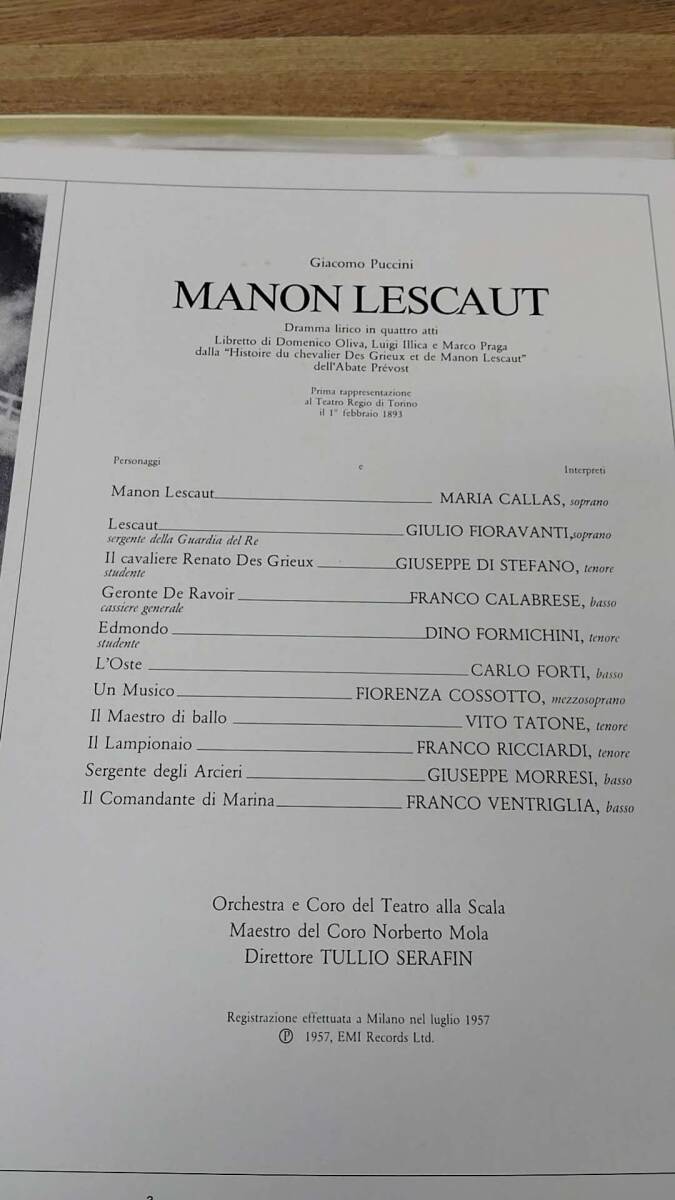 Giacomo Puccini
MANON LESCAUT
Dramma lirico in quattro atti
Libretto di Domenico Oliva, Luigi Illica e Marco Praga
dalla “Histoire du chevalier Des Grieux et de Manon Lescaut”
dell'Abate Prévost
Prima rappresentazione
al Teatro Regio di Torino
il 1° febbraio 1893
Personaggi e Interpreti
Manon Lescaut MARIA CALLAS, soprano
Lescaut GIULIO FIORAVANTI, soprano
sergente della Guardia del Re
Il cavaliere Renato Des Grieux GIUSEPPE DI STEFANO, tenore
studente
Geronte De Ravoir FRANCO CALABRESE, basso
cassiere generale
Edmondo DINO FORMICHINI, tenore
studente
L'Oste CARLO FORTI, basso
Un Musico FIORENZA COSSOTTO, mezzosoprano
Il Maestro di ballo VITO TATONE, tenore
Il Lampionaio FRANCO RICCIARDI, tenore
Sergente degli Arcieri GIUSEPPE MORRESI, basso
Il Comandante di Marina FRANCO VENTRIGLIA, basso
Orchestra e Coro del Teatro alla Scala
Maestro del Coro Norberto Mola
Direttore TULLIO SERAFIN
Registrazione effettuata a Milano nel luglio 1957
Ⓟ 1957, EMI Records Ltd.